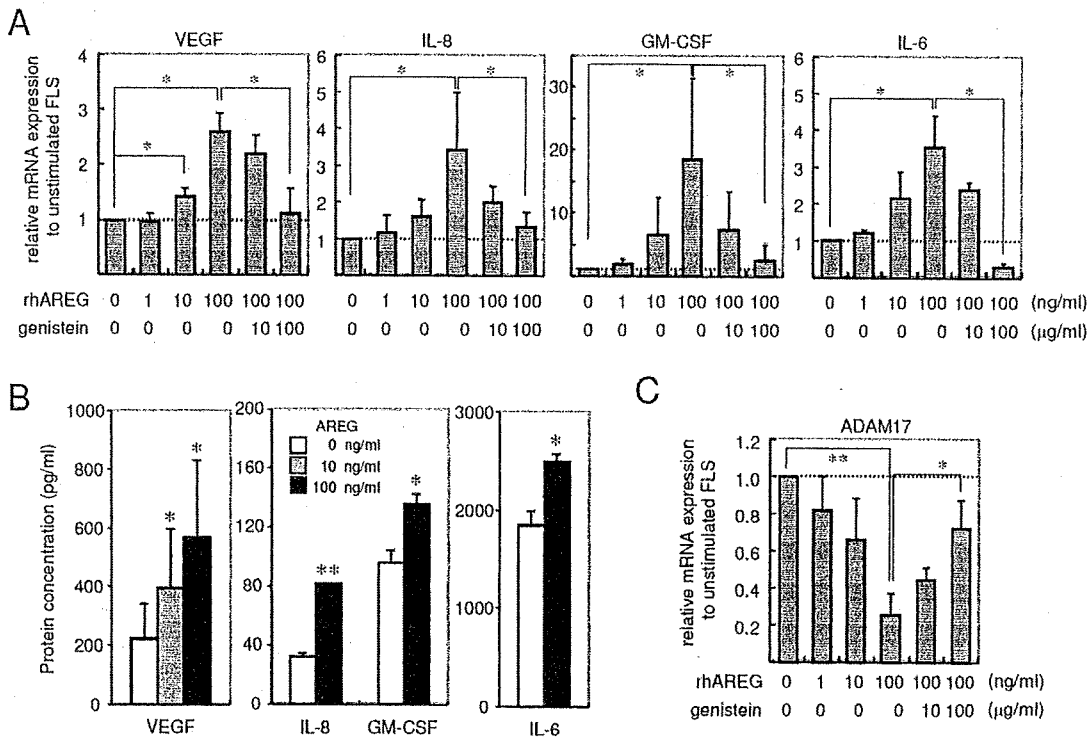 A
VEGF
IL-8
GM-CSF
IL-6
relative mRNA expression
to unstimulated FLS
4
3
2
1
*
*
*
6
5
4
3
2
1
*
*
30
20
10
*
*
6
5
4
3
2
1
*
*
rhAREG 0 1 10 100 100 100 0 1 10 100 100 100 0 1 10 100 100 100 0 1 10 100 100 100 (ng/ml)
genistein 0 0 0 0 10 100 0 0 0 0 10 100 0 0 0 0 10 100 0 0 0 0 10 100 (μg/ml)
B
Protein concentration (pg/ml)
1000
800
600
400
200
0
*
*
VEGF
200
160
120
80
40
0
AREG
0 ng/ml
10 ng/ml
100 ng/ml
**
*
IL-8 GM-CSF
3000
2000
1000
0
*
IL-6
C
ADAM17
relative mRNA expression
to unstimulated FLS
1.2
1.0
0.8
0.6
0.4
0.2
**
*
rhAREG 0 1 10 100 100 100 (ng/ml)
genistein 0 0 0 0 10 100 (μg/ml)